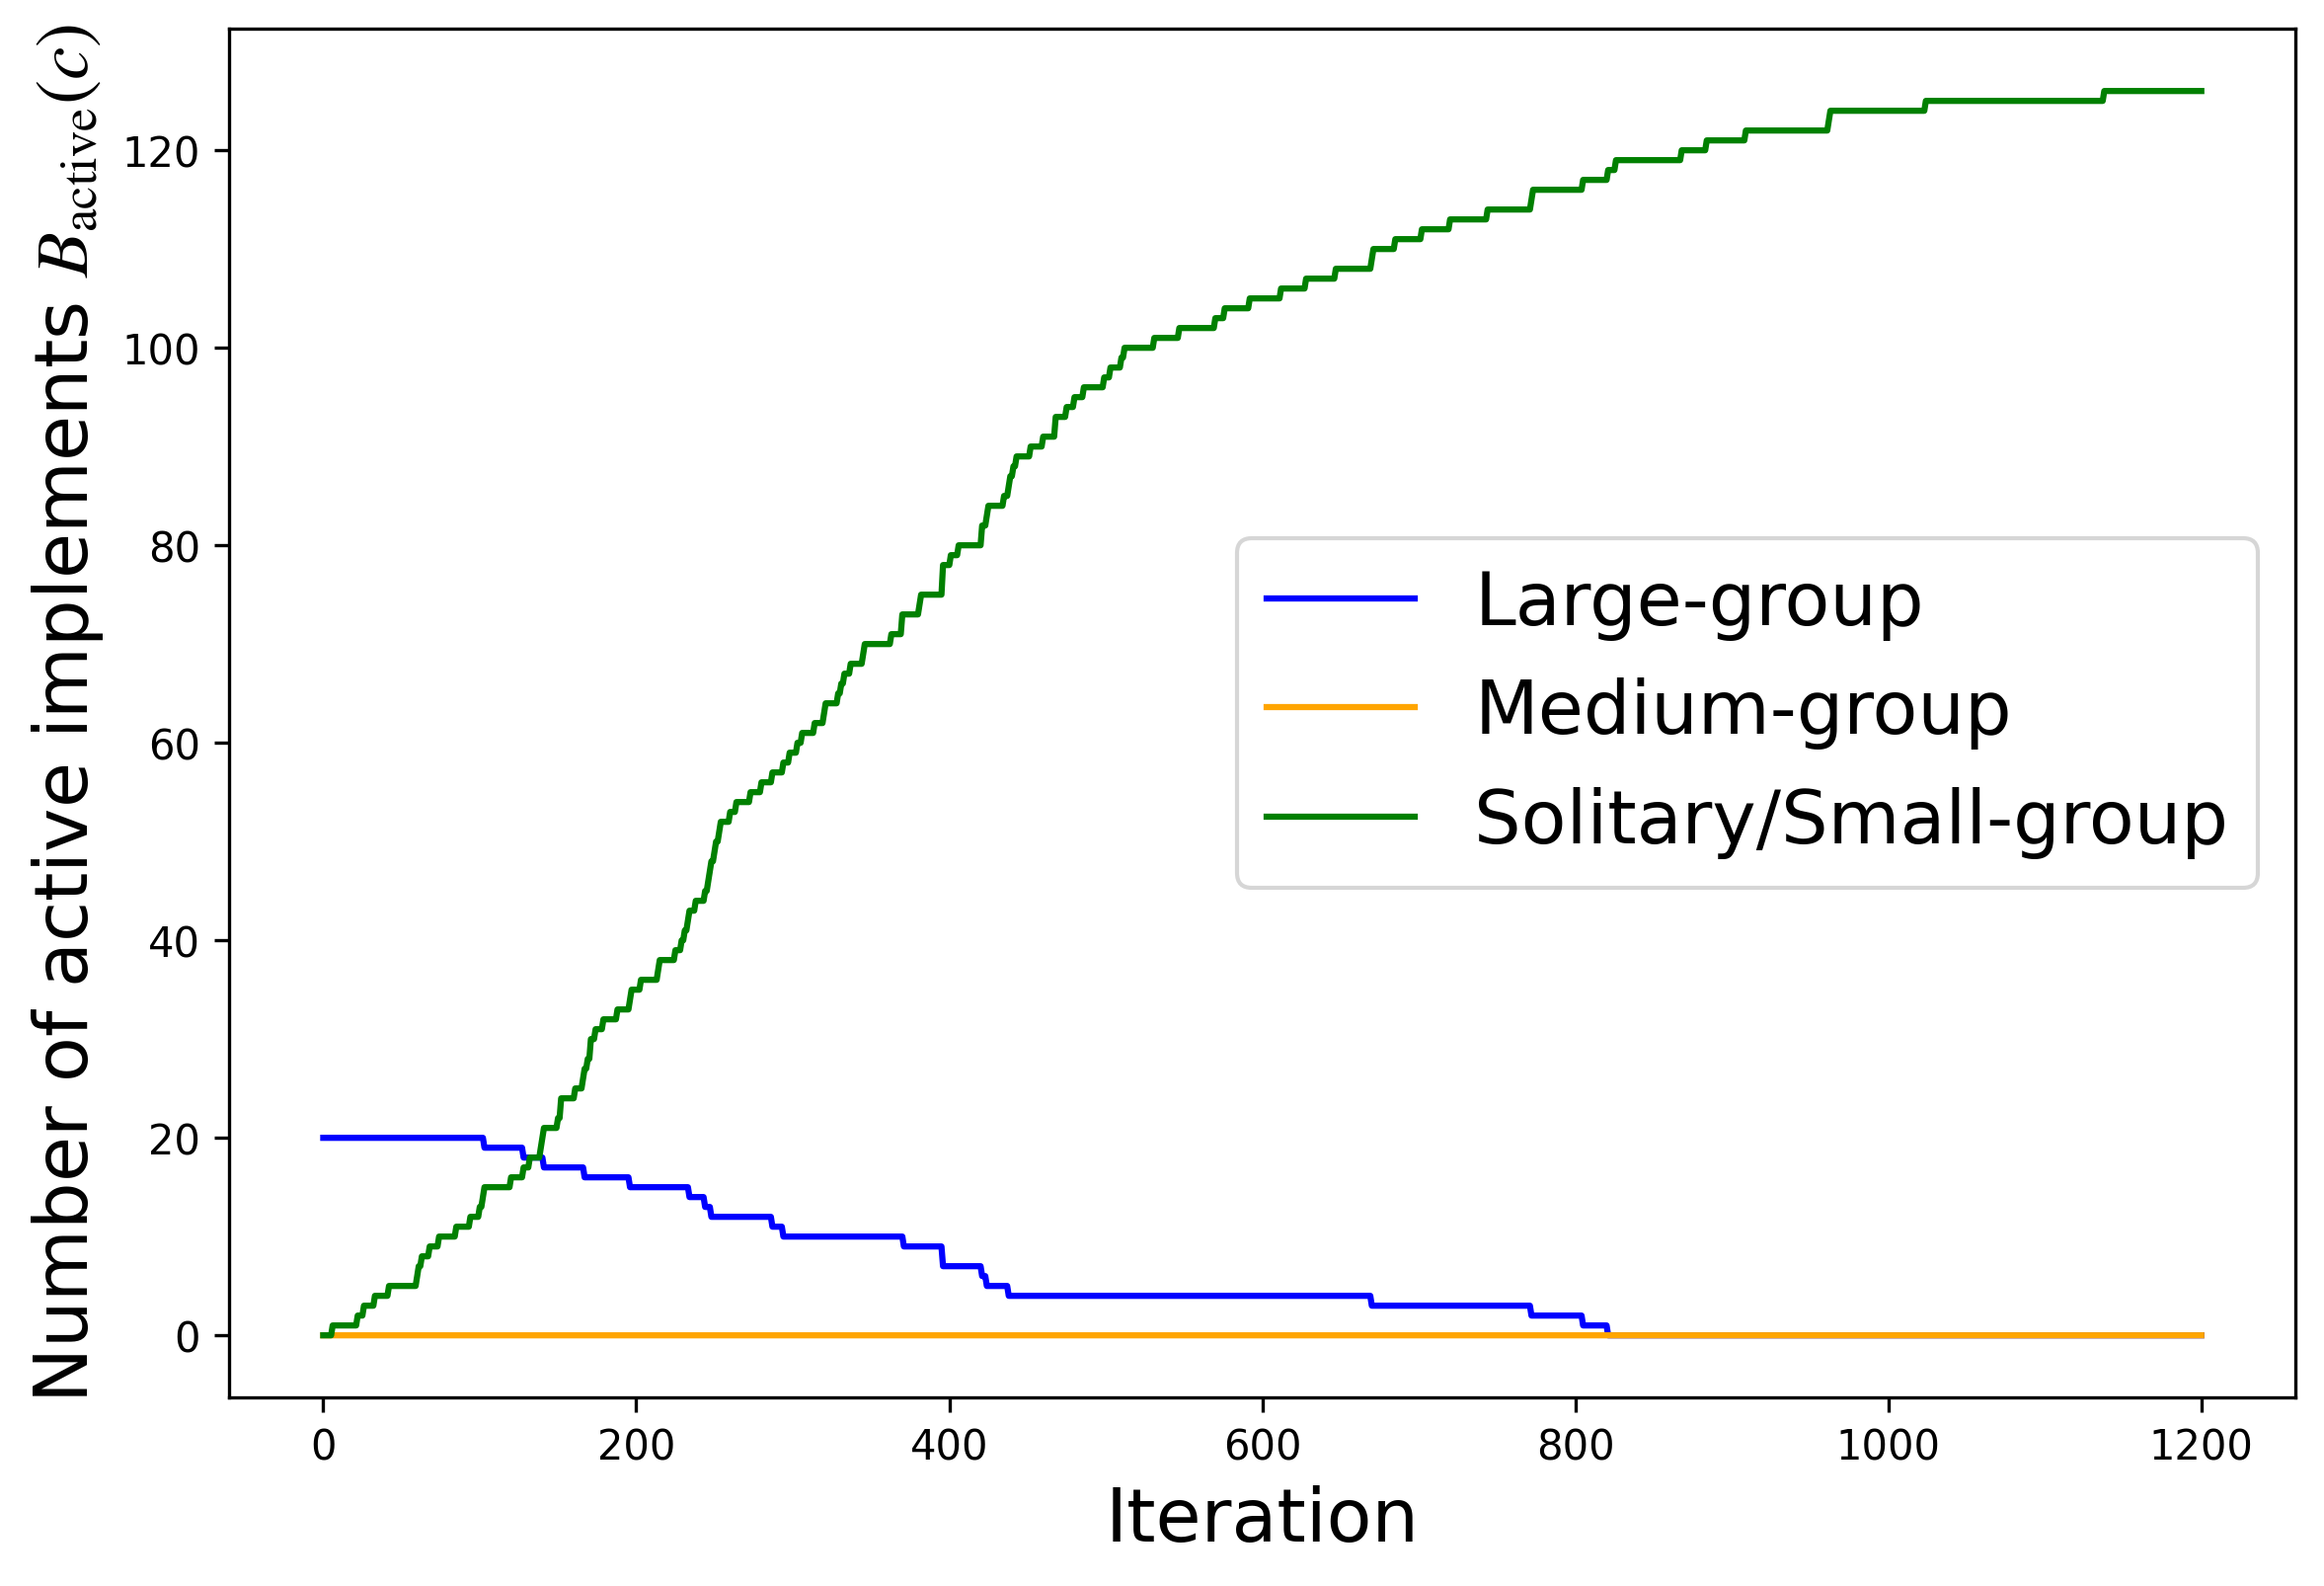 Number of active implements B_active(c)
120
100
80
60
40
20
0
Large-group
Medium-group
Solitary/Small-group
0 200 400 600 800 1000 1200
Iteration